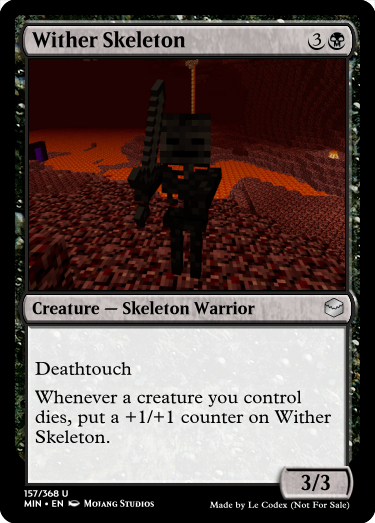 Wither Skeleton 3
Creature — Skeleton Warrior
Deathtouch
Whenever a creature you control
dies, put a +1/+1 counter on Wither
Skeleton.
3/3
157/368 U
MIN • EN Mojang Studios
Made by Le Codex (Not For Sale)